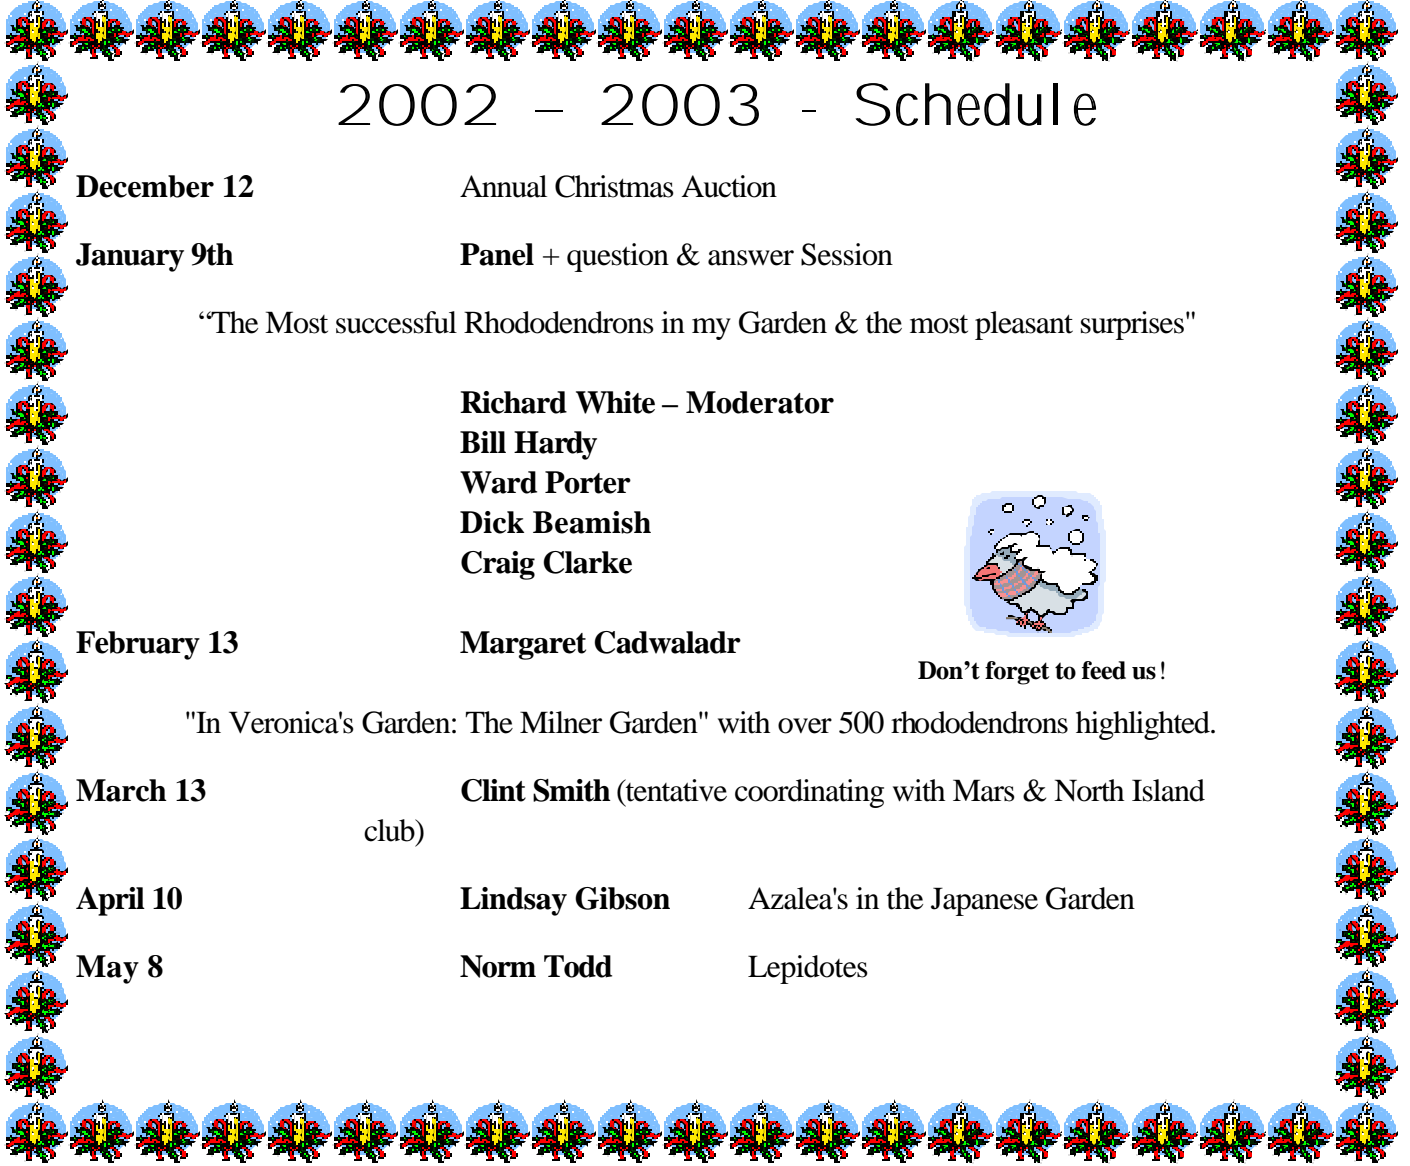 2002 – 2003 - Schedule
December 12 Annual Christmas Auction
January 9th Panel + question & answer Session
“The Most successful Rhododendrons in my Garden & the most pleasant surprises"
Richard White – Moderator
Bill Hardy
Ward Porter
Dick Beamish
Craig Clarke
February 13 Margaret Cadwaladr
Don’t forget to feed us!
"In Veronica's Garden: The Milner Garden" with over 500 rhododendrons highlighted.
March 13 Clint Smith (tentative coordinating with Mars & North Island
club)
April 10 Lindsay Gibson Azalea's in the Japanese Garden
May 8 Norm Todd Lepidotes